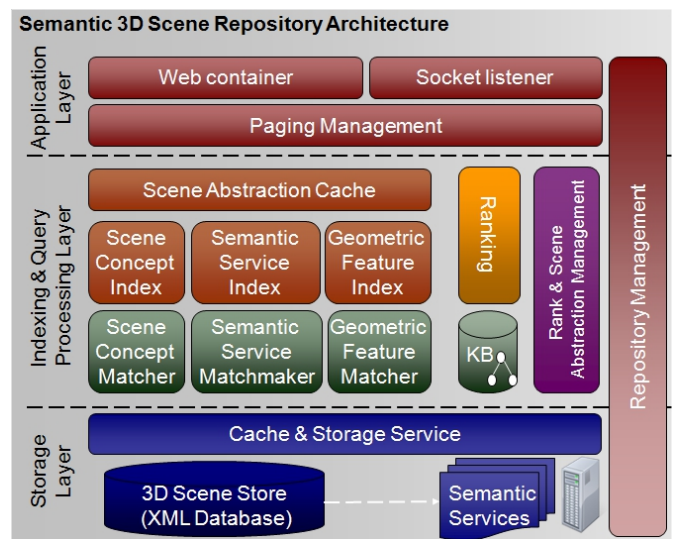 Semantic 3D Scene Repository Architecture
Application
Layer
Web container
Socket listener
Paging Management
Repository Management
Indexing & Query
Processing Layer
Scene Abstraction Cache
Scene
Concept
Index
Semantic
Service
Index
Geometric
Feature
Index
Ranking
Rank & Scene
Abstraction Management
Scene
Concept
Matcher
Semantic
Service
Matchmaker
Geometric
Feature
Matcher
KB
Storage
Layer
Cache & Storage Service
3D Scene Store
(XML Database)
Semantic
Services